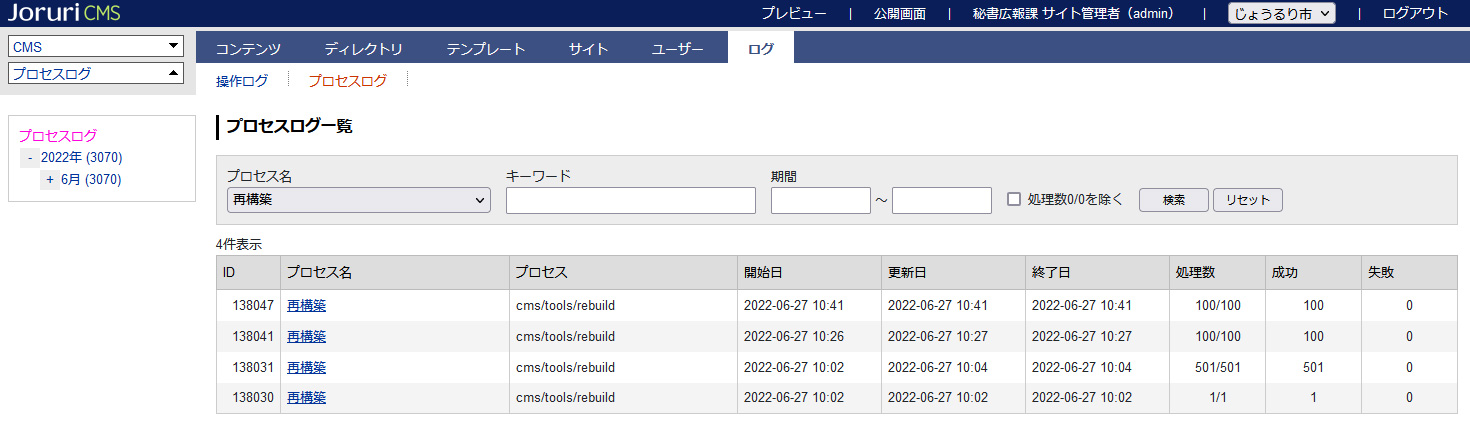 Joruri CMS
プレビュー | 公開画面 | 秘書広報課 サイト管理者（admin） | じょうるり市 | ログアウト
CMS
プロセスログ
コンテンツ ディレクトリ テンプレート サイト ユーザー ログ
操作ログ プロセスログ
プロセスログ
- 2022年 (3070)
+ 6月 (3070)
プロセスログ一覧
プロセス名 キーワード 期間
再構築 ～ 処理数0/0を除く 検索 リセット
4件表示
ID プロセス名 プロセス 開始日 更新日 終了日 処理数 成功 失敗
138047 再構築 cms/tools/rebuild 2022-06-27 10:41 2022-06-27 10:41 2022-06-27 10:41 100/100 100 0
138041 再構築 cms/tools/rebuild 2022-06-27 10:26 2022-06-27 10:27 2022-06-27 10:27 100/100 100 0
138031 再構築 cms/tools/rebuild 2022-06-27 10:02 2022-06-27 10:04 2022-06-27 10:04 501/501 501 0
138030 再構築 cms/tools/rebuild 2022-06-27 10:02 2022-06-27 10:02 2022-06-27 10:02 1/1 1 0